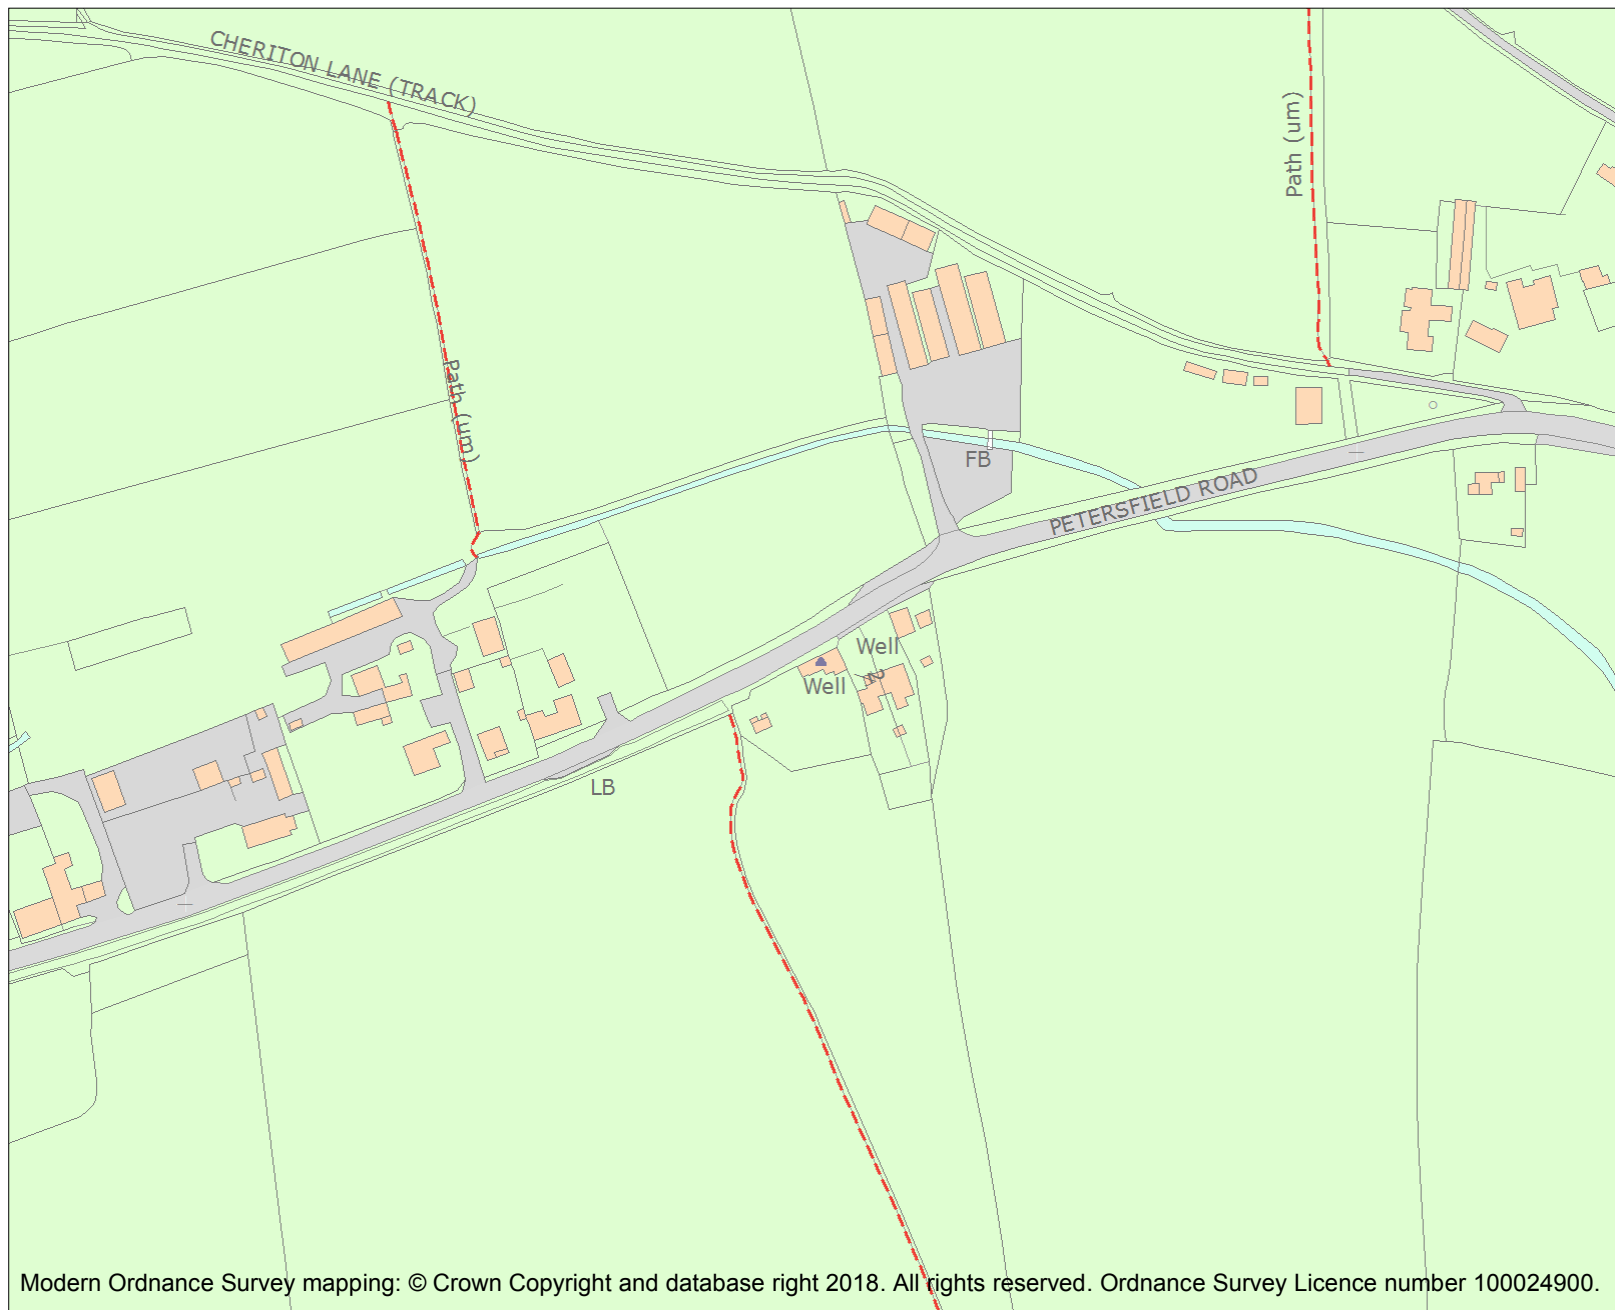 CHERITON LANE (TRACK)
Path (um)
Path (um)
FB
PETERSFIELD ROAD
Well
2
Well
LB
Modern Ordnance Survey mapping: © Crown Copyright and database right 2018. All rights reserved. Ordnance Survey Licence number 100024900.